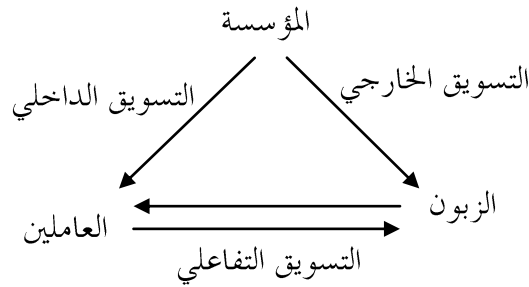 المؤسسة
التسويق الخارجي
التسويق الداخلي
الزبون
العاملين
التسويق التفاعلي